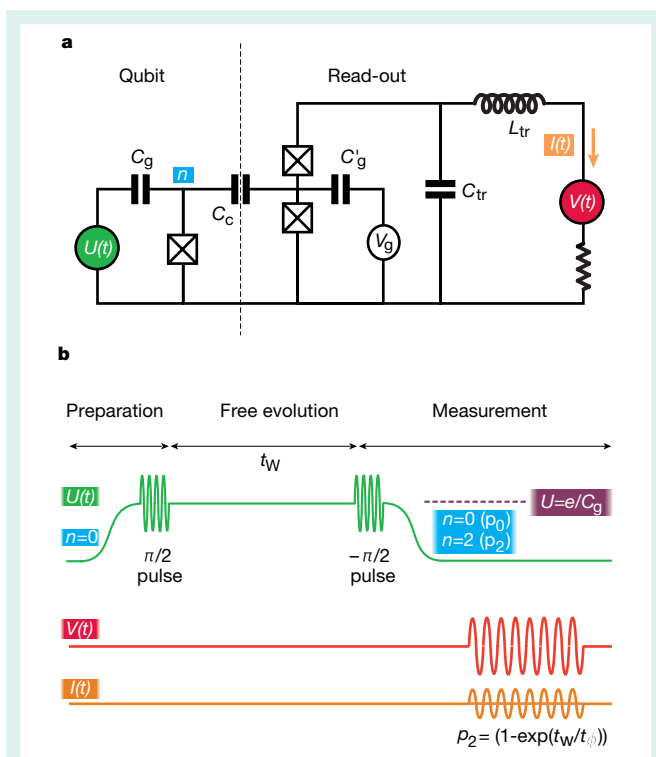 a
Qubit
Read-out
C_g
n
C_c
C'_g
V_g
U(t)
C_tr
L_tr
I(t)
V(t)
b
Preparation
Free evolution
Measurement
t_W
U(t)
n=0
π/2
pulse
–π/2
pulse
U=e/C_g
n=0 (p_0)
n=2 (p_2)
V(t)
I(t)
p_2 = (1-exp(t_W/t_ϕ))